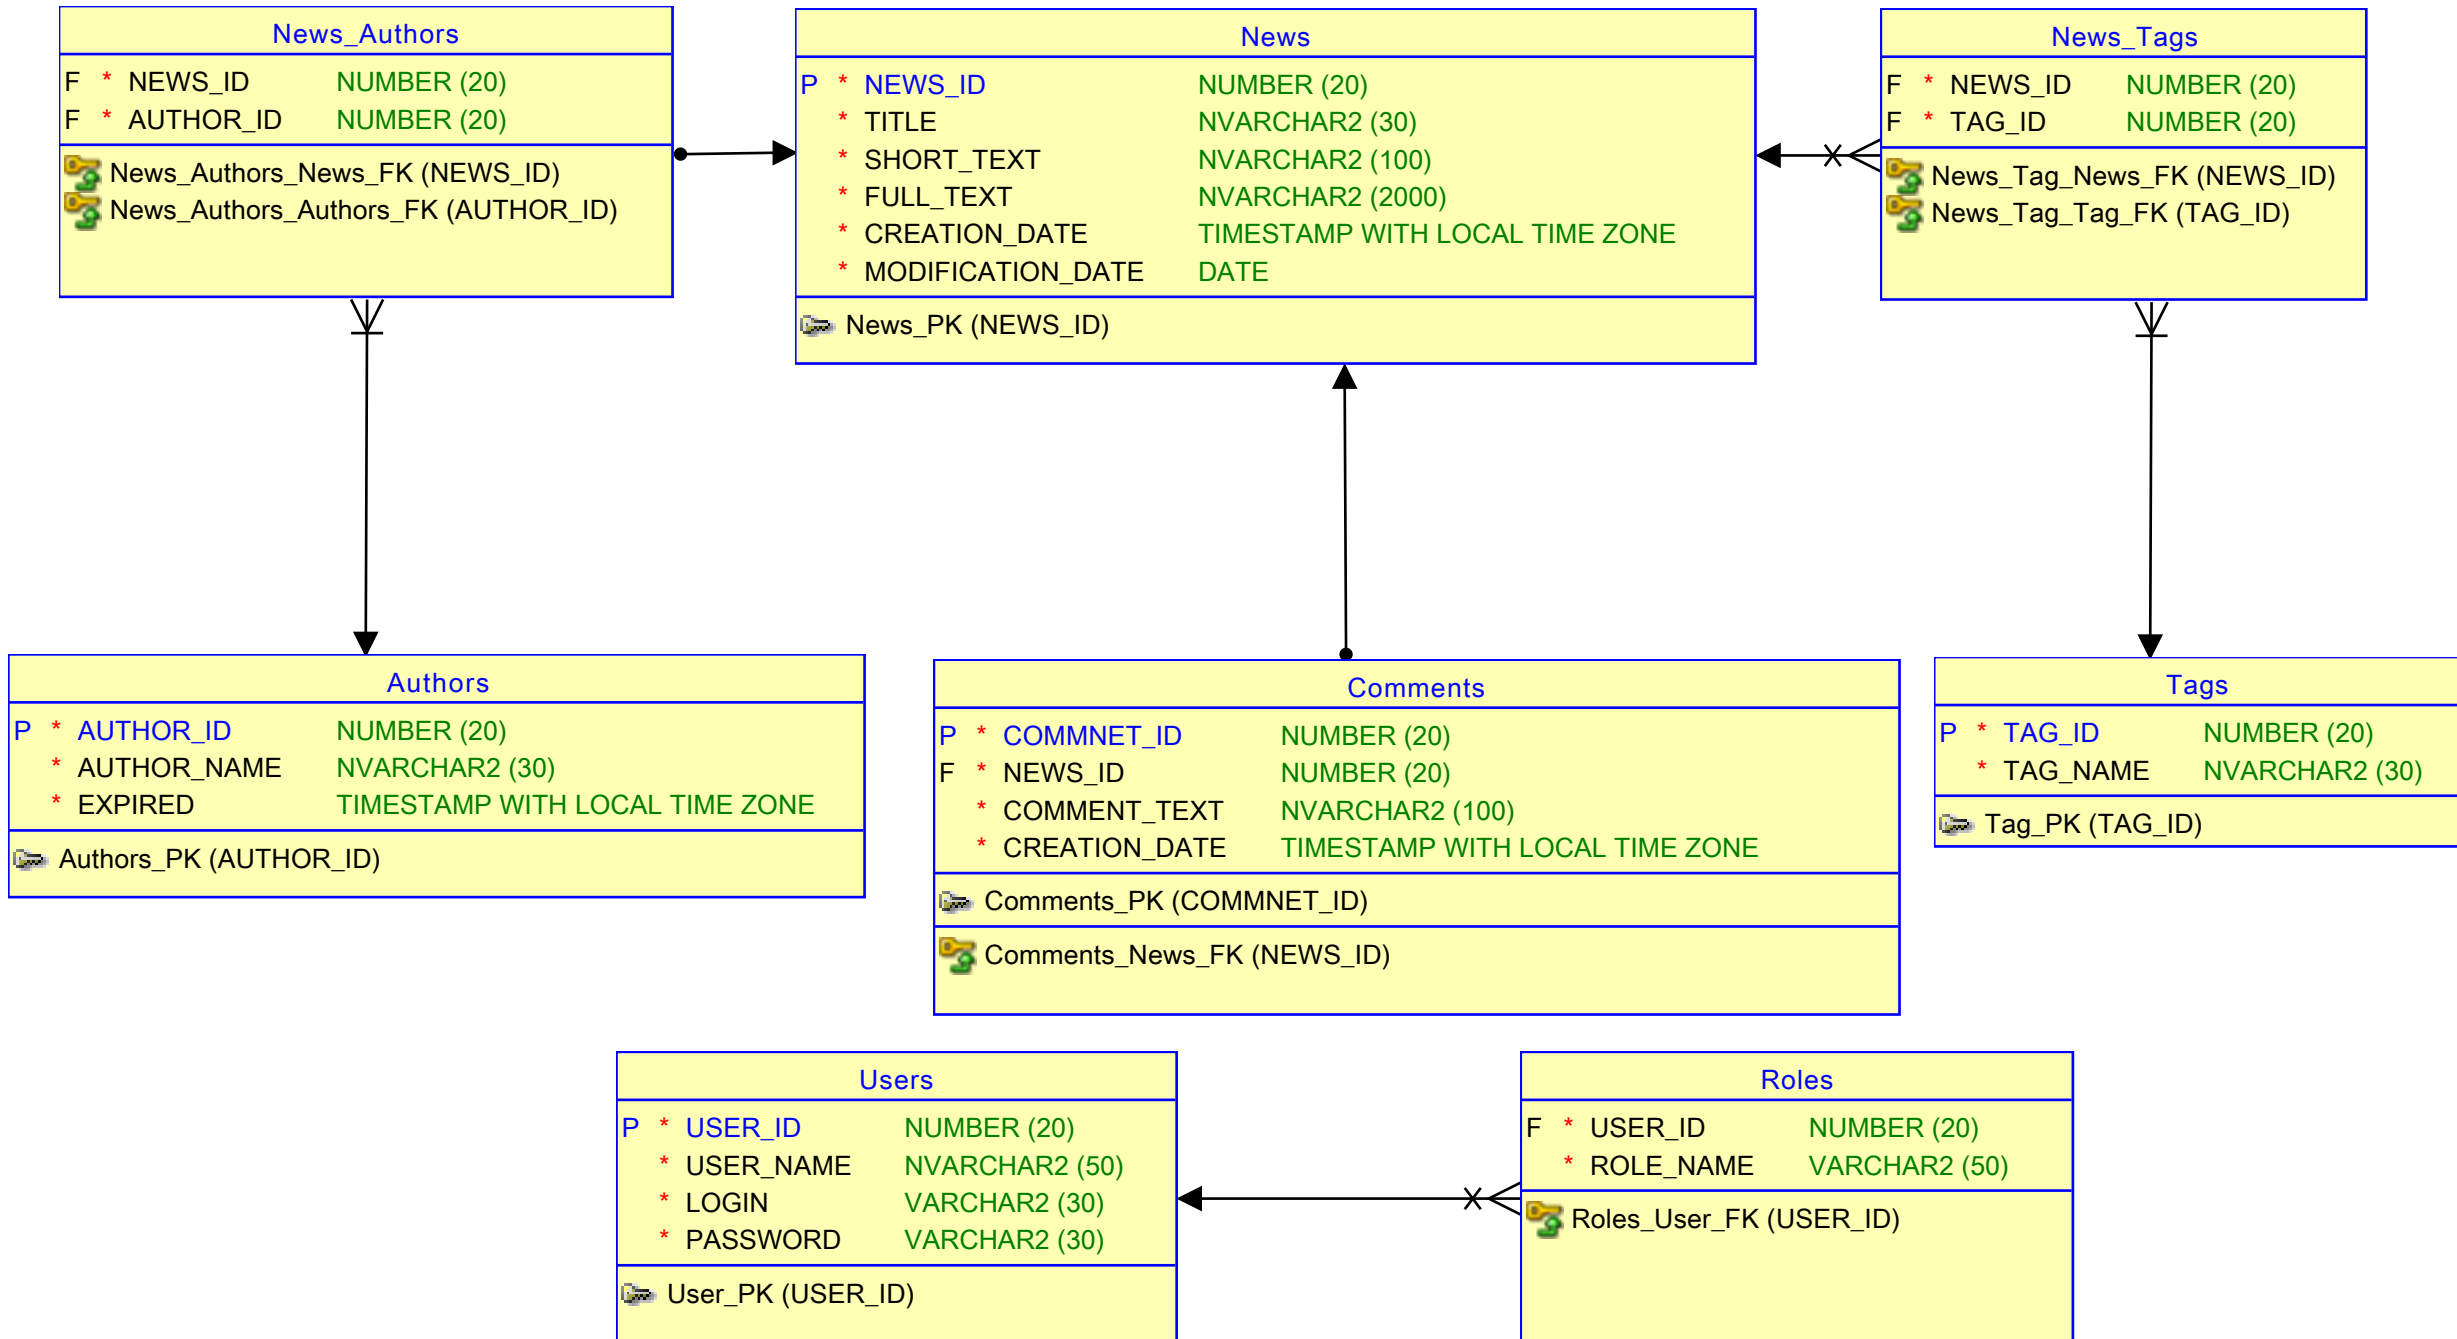 News_Authors
F * NEWS_ID NUMBER (20)
F * AUTHOR_ID NUMBER (20)
News_Authors_News_FK (NEWS_ID)
News_Authors_Authors_FK (AUTHOR_ID)
News
P * NEWS_ID NUMBER (20)
* TITLE NVARCHAR2 (30)
* SHORT_TEXT NVARCHAR2 (100)
* FULL_TEXT NVARCHAR2 (2000)
* CREATION_DATE TIMESTAMP WITH LOCAL TIME ZONE
* MODIFICATION_DATE DATE
News_PK (NEWS_ID)
News_Tags
F * NEWS_ID NUMBER (20)
F * TAG_ID NUMBER (20)
News_Tag_News_FK (NEWS_ID)
News_Tag_Tag_FK (TAG_ID)
Authors
P * AUTHOR_ID NUMBER (20)
* AUTHOR_NAME NVARCHAR2 (30)
* EXPIRED TIMESTAMP WITH LOCAL TIME ZONE
Authors_PK (AUTHOR_ID)
Comments
P * COMMNET_ID NUMBER (20)
F * NEWS_ID NUMBER (20)
* COMMENT_TEXT NVARCHAR2 (100)
* CREATION_DATE TIMESTAMP WITH LOCAL TIME ZONE
Comments_PK (COMMNET_ID)
Comments_News_FK (NEWS_ID)
Tags
P * TAG_ID NUMBER (20)
* TAG_NAME NVARCHAR2 (30)
Tag_PK (TAG_ID)
Users
P * USER_ID NUMBER (20)
* USER_NAME NVARCHAR2 (50)
* LOGIN VARCHAR2 (30)
* PASSWORD VARCHAR2 (30)
User_PK (USER_ID)
Roles
F * USER_ID NUMBER (20)
* ROLE_NAME VARCHAR2 (50)
Roles_User_FK (USER_ID)